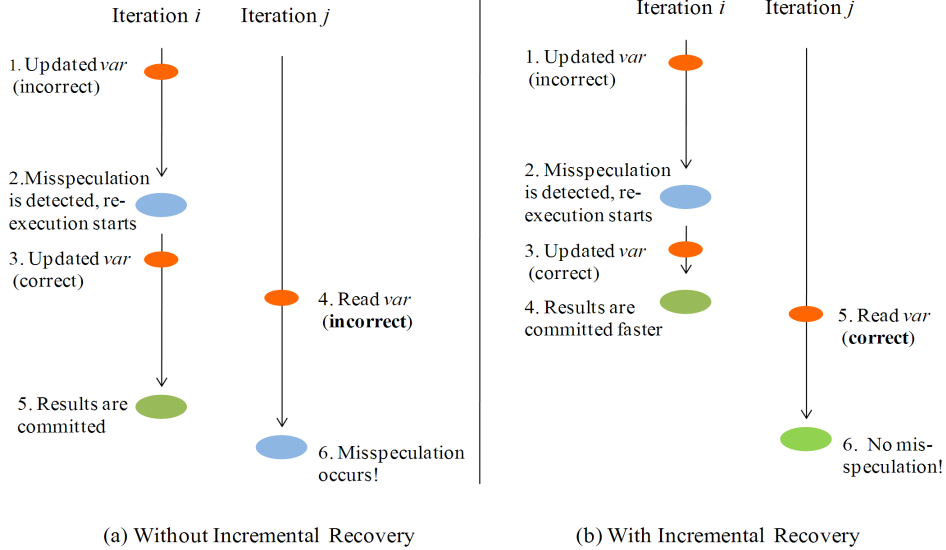 Iteration i
Iteration j
1. Updated var
(incorrect)
2.Misspeculation
is detected, re-
execution starts
3. Updated var
(correct)
4. Read var
(incorrect)
5. Results are
committed
6. Misspeculation
occurs!
(a) Without Incremental Recovery
Iteration i
Iteration j
1. Updated var
(incorrect)
2. Misspeculation
is detected, re-
execution starts
3. Updated var
(correct)
4. Results are
committed faster
5. Read var
(correct)
6. No mis-
speculation!
(b) With Incremental Recovery